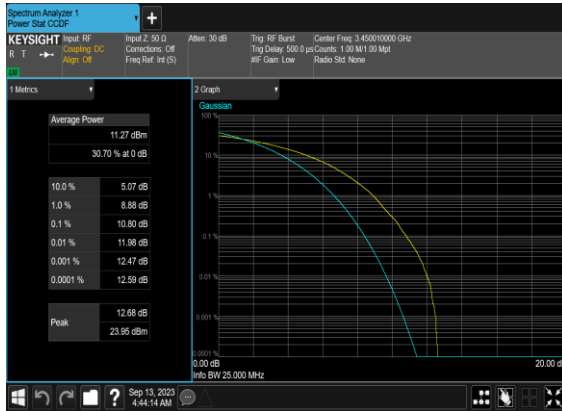 Spectrum Analyzer 1
Power Stat CCDF
+
KEYSIGHT
R T
LXI
Input: RF
Coupling: DC
Align: Off
Input Z: 50 Ω
Corrections: Off
Freq Ref: Int (S)
Atten: 30 dB
Trig: RF Burst
Trig Delay: 500.0 µs
#IF Gain: Low
Center Freq: 3.450010000 GHz
Counts: 1.00 M/1.00 Mpt
Radio Std: None
1 Metrics
Average Power
11.27 dBm
30.70 % at 0 dB
10.0 % 5.07 dB
1.0 % 8.88 dB
0.1 % 10.80 dB
0.01 % 11.98 dB
0.001 % 12.47 dB
0.0001 % 12.59 dB
Peak
12.68 dB
23.95 dBm
2 Graph
Gaussian
100 %
10 %
1 %
0.1 %
0.01 %
0.001 %
0.0001 %
0.00 dB
20.00 d
Info BW 25.000 MHz
?
Sep 13, 2023
4:44:14 AM